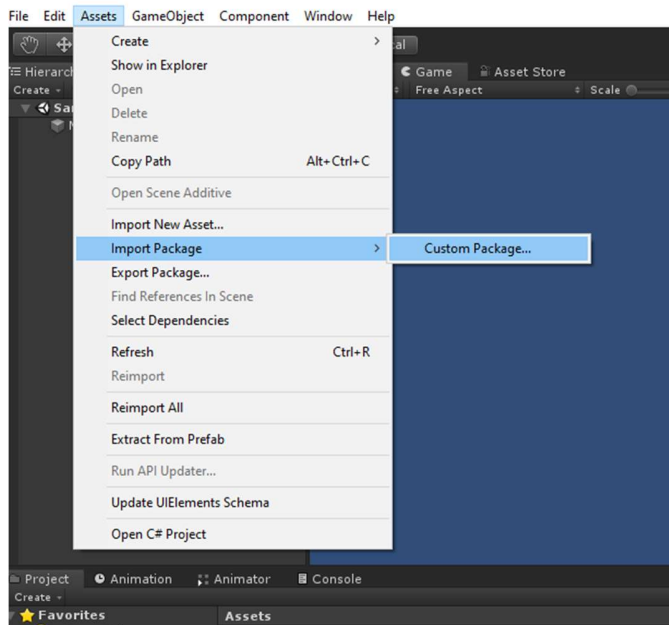 File Edit Assets GameObject Component Window Help
Create
Show in Explorer
Open
Delete
Rename
Copy Path Alt+Ctrl+C
Open Scene Additive
Import New Asset...
Import Package
Custom Package...
Export Package...
Find References In Scene
Select Dependencies
Refresh Ctrl+R
Reimport
Reimport All
Extract From Prefab
Run API Updater...
Update UIElements Schema
Open C# Project
Create
Game Asset Store
Free Aspect Scale
Project Animation Animator Console
Create
Favorites Assets